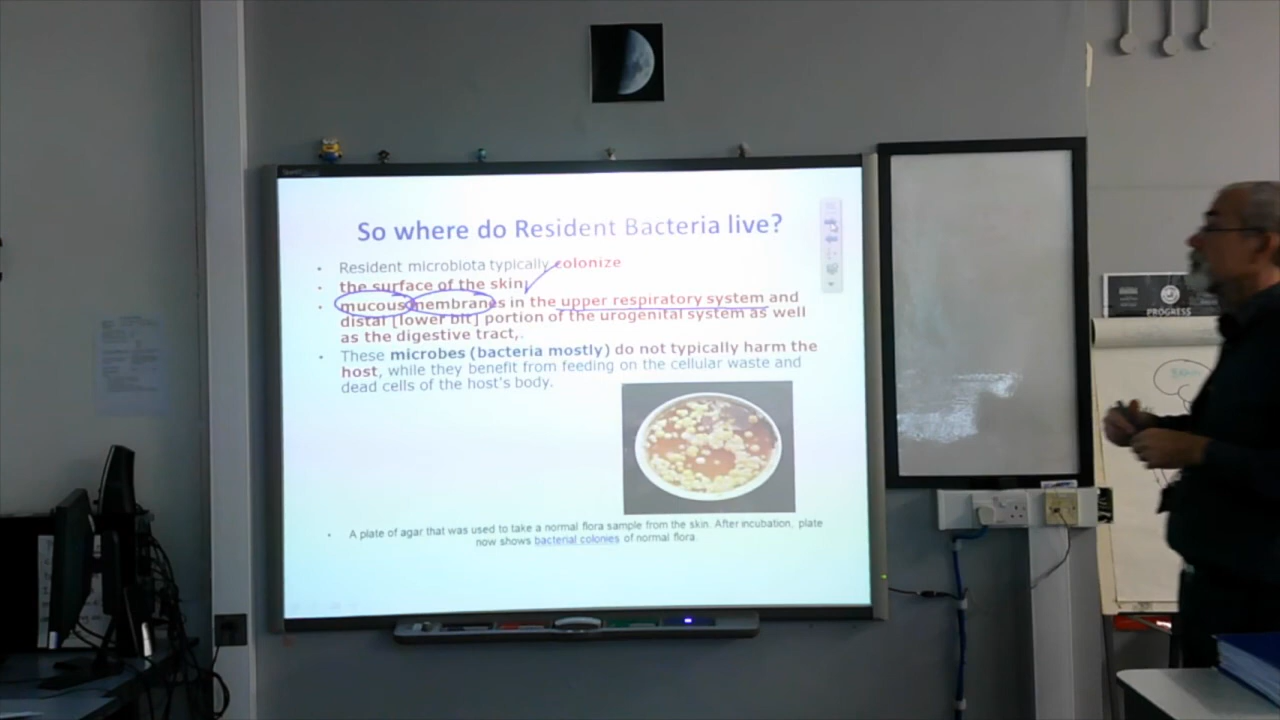 So where do Resident Bacteria live?
• Resident microbiota typically colonize
• the surface of the skin,
• mucous membranes in the upper respiratory system and
distal [lower bit] portion of the urogenital system as well
as the digestive tract,.
• These microbes (bacteria mostly) do not typically harm the
host, while they benefit from feeding on the cellular waste and
dead cells of the host's body.
• A plate of agar that was used to take a normal flora sample from the skin. After incubation, plate
now shows bacterial colonies of normal flora.
PROGRESS